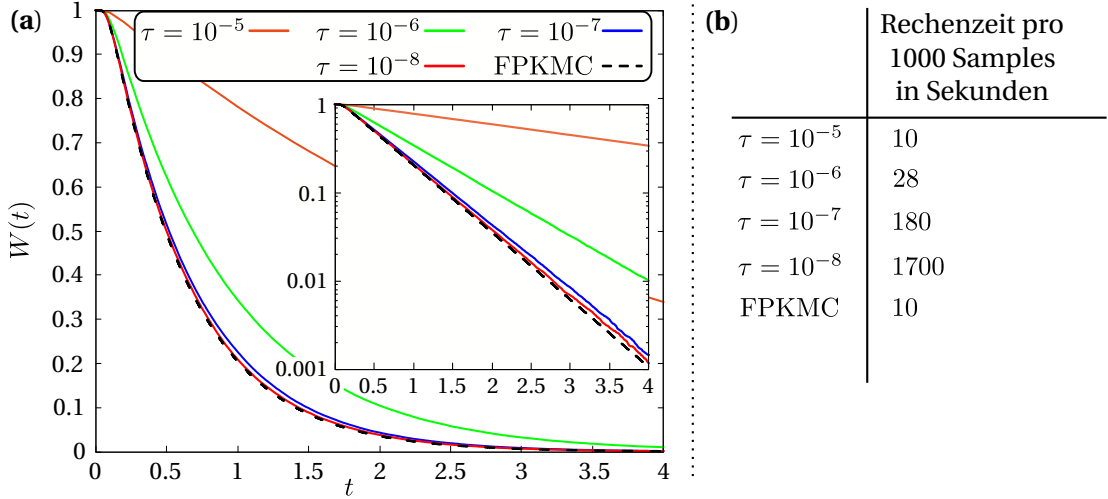 (a)
τ = 10⁻⁵ τ = 10⁻⁶ τ = 10⁻⁷
τ = 10⁻⁸ FPKMC
W(t)
1
0.9
0.8
0.7
0.6
0.5
0.4
0.3
0.2
0.1
0
0 0.5 1 1.5 2 2.5 3 3.5 4
t
1
0.1
0.01
0.001
0 0.5 1 1.5 2 2.5 3 3.5 4
(b)
Rechenzeit pro
1000 Samples
in Sekunden
τ = 10⁻⁵ 10
τ = 10⁻⁶ 28
τ = 10⁻⁷ 180
τ = 10⁻⁸ 1700
FPKMC 10